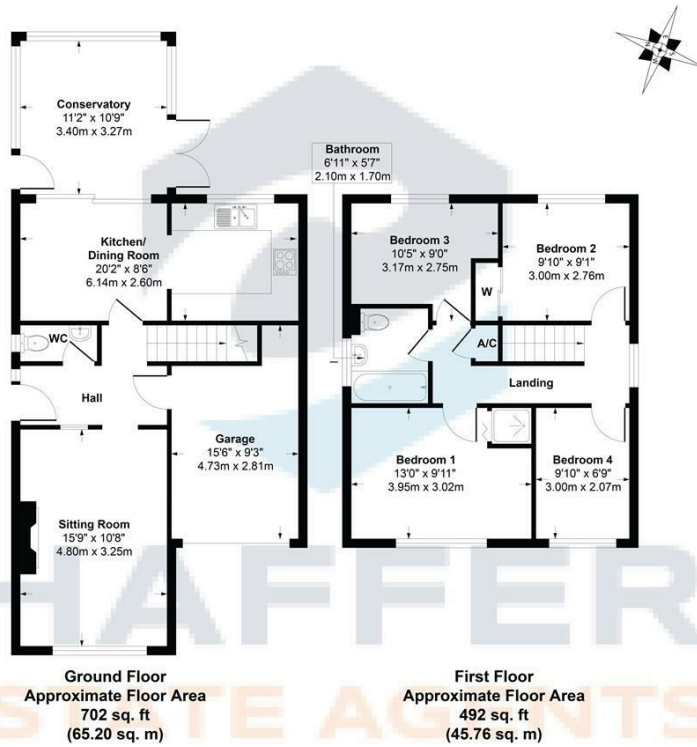 Conservatory
11'2" x 10'9"
3.40m x 3.27m
Kitchen/
Dining Room
20'2" x 8'6"
6.14m x 2.60m
WC
Hall
Garage
15'6" x 9'3"
4.73m x 2.81m
Sitting Room
15'9" x 10'8"
4.80m x 3.25m
Ground Floor
Approximate Floor Area
702 sq. ft
(65.20 sq. m)
N
E
S
W
Bathroom
6'11" x 5'7"
2.10m x 1.70m
Bedroom 3
10'5" x 9'0"
3.17m x 2.75m
Bedroom 2
9'10" x 9'1"
3.00m x 2.76m
W
A/C
Landing
Bedroom 1
13'0" x 9'11"
3.95m x 3.02m
Bedroom 4
9'10" x 6'9"
3.00m x 2.07m
First Floor
Approximate Floor Area
492 sq. ft
(45.76 sq. m)
HAFFER
STATE AGENTS